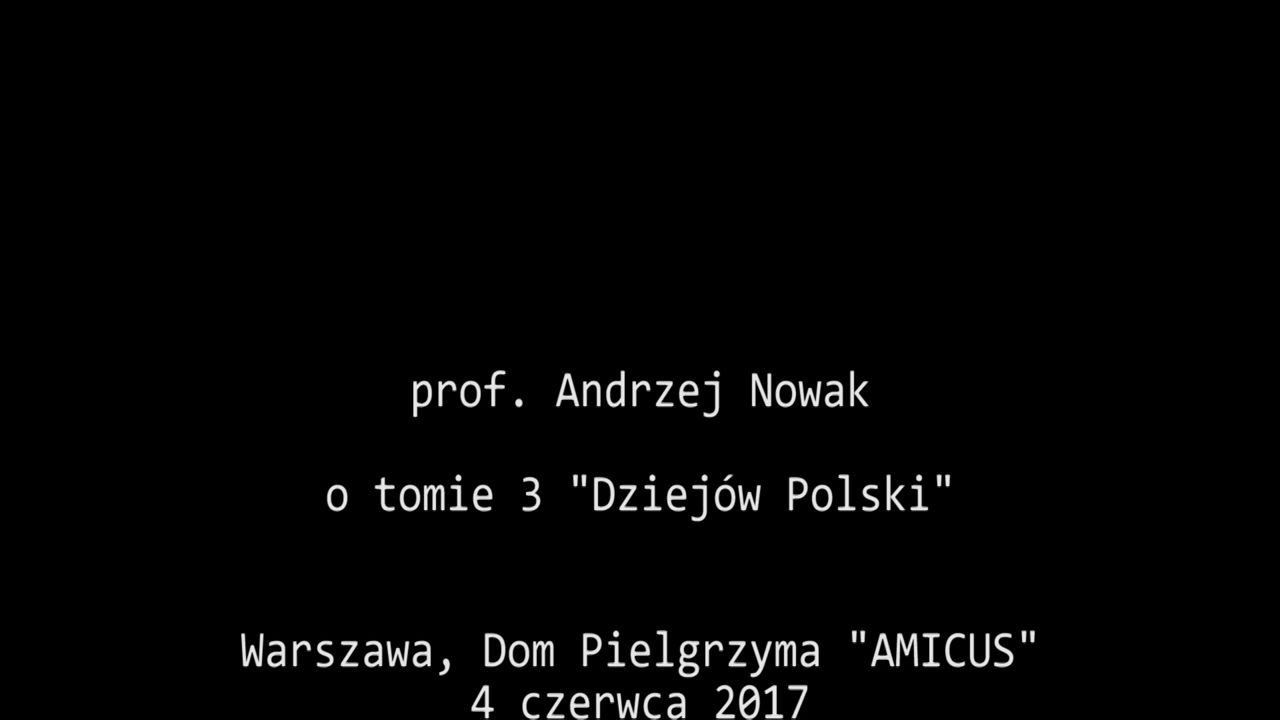 prof. Andrzej Nowak
o tomie 3 "Dziejów Polski"
Warszawa, Dom Pielgrzyma "AMICUS"
4 czerwca 2017